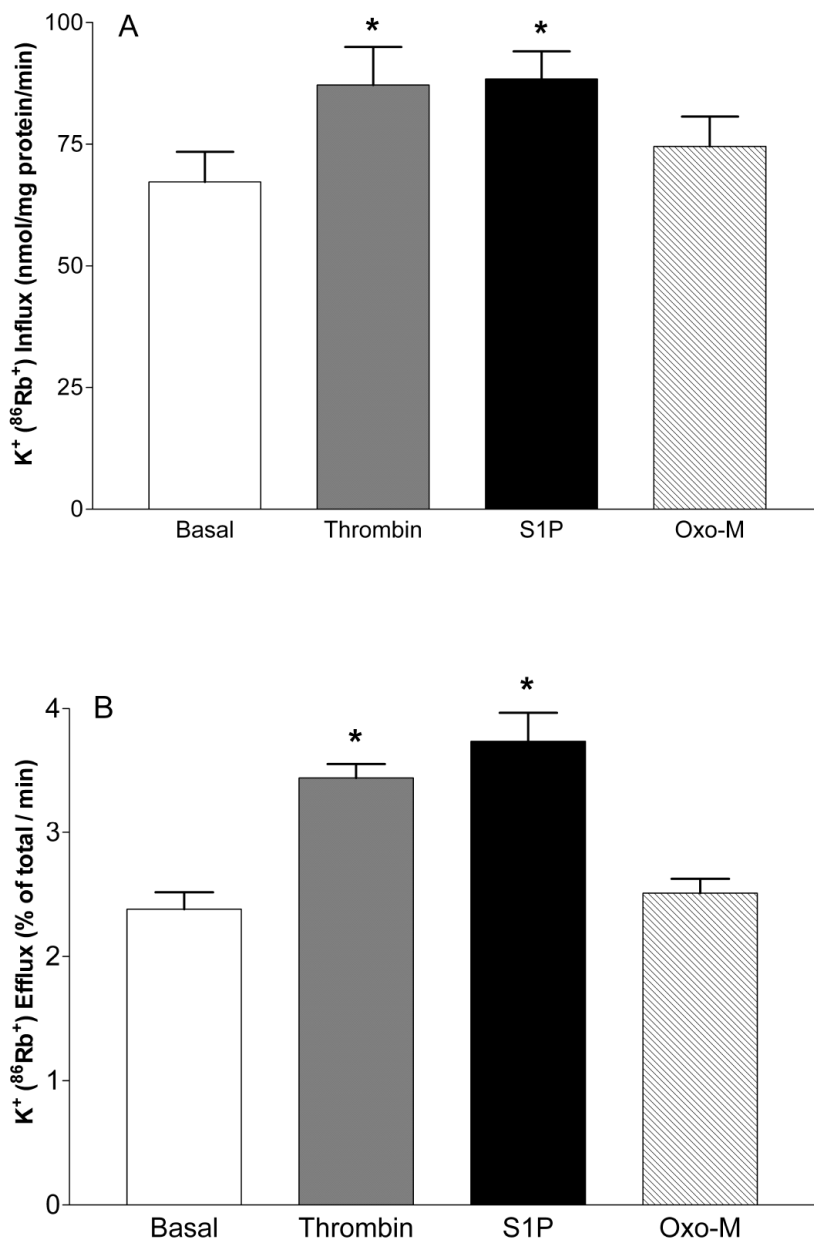 A
K⁺ (⁸⁶Rb⁺) Influx (nmol/mg protein/min)
100
75
50
25
0
* *
Basal Thrombin S1P Oxo-M
B
K⁺ (⁸⁶Rb⁺) Efflux (% of total / min)
4
3
2
1
0
* *
Basal Thrombin S1P Oxo-M